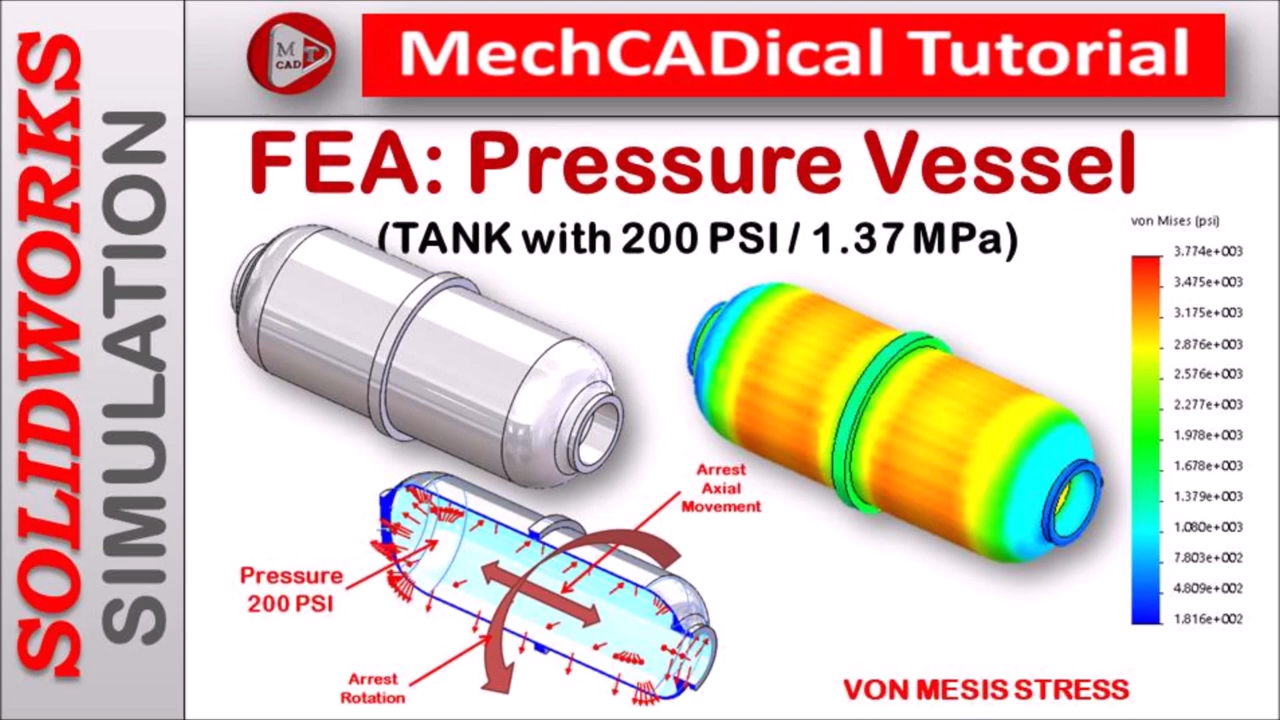 SOLIDWORKS
SIMULATION
M T
CAD
MechCADical Tutorial
FEA: Pressure Vessel
(TANK with 200 PSI / 1.37 MPa)
von Mises (psi)
3.774e+003
3.475e+003
3.175e+003
2.876e+003
2.576e+003
2.277e+003
1.978e+003
1.678e+003
1.379e+003
1.080e+003
7.803e+002
4.809e+002
1.816e+002
Arrest
Axial
Movement
Pressure
200 PSI
Arrest
Rotation
VON MESIS STRESS